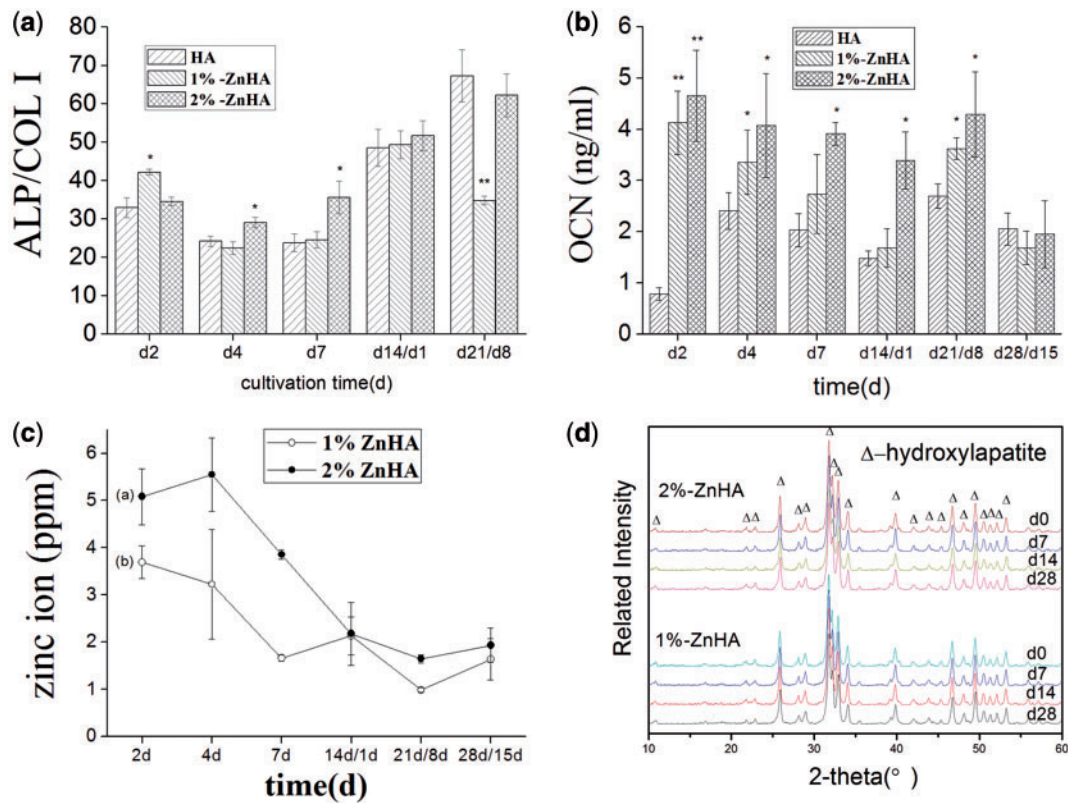 (a)
ALP/COL I
80
70
60
50
40
30
20
10
0
HA
1% -ZnHA
2% -ZnHA
*
*
*
**
d2 d4 d7 d14/d1 d21/d8
cultivation time(d)
(b)
OCN (ng/ml)
6
5
4
3
2
1
0
HA
1%-ZnHA
2%-ZnHA
** **
* *
*
*
* *
d2 d4 d7 d14/d1 d21/d8 d28/d15
time(d)
(c)
zinc ion (ppm)
6
5
4
3
2
1
0
1% ZnHA
2% ZnHA
(a)
(b)
2d 4d 7d 14d/1d 21d/8d 28d/15d
time(d)
(d)
Related Intensity
Δ-hydroxylapatite
Δ Δ Δ Δ Δ Δ Δ Δ Δ Δ Δ Δ Δ Δ Δ Δ Δ Δ Δ Δ Δ
2%-ZnHA
d0
d7
d14
d28
1%-ZnHA
d0
d7
d14
d28
10 20 30 40 50 60
2-theta(° )